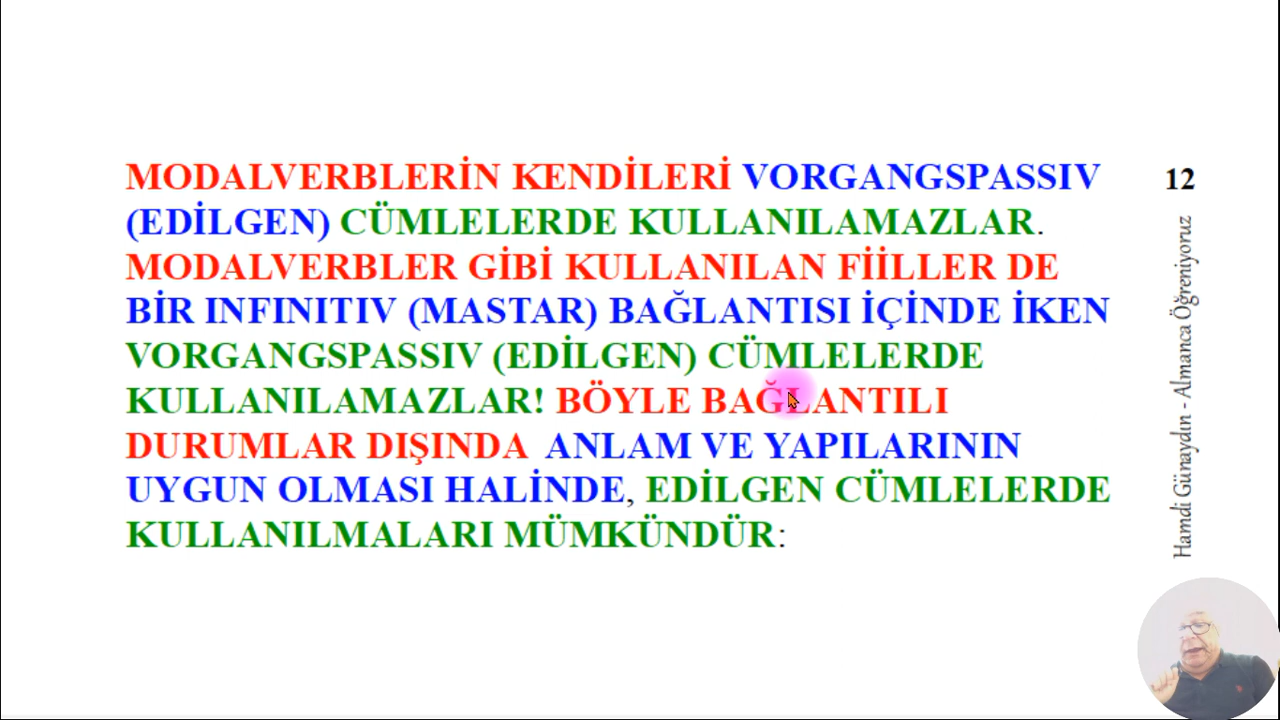 MODALVERBLERİN KENDİLERİ VORGANGSPASSIV
(EDİLGEN) CÜMLELERDE KULLANILAMAZLAR.
MODALVERBLER GİBİ KULLANILAN FİİLLER DE
BİR INFINITIV (MASTAR) BAĞLANTISI İÇİNDE İKEN
VORGANGSPASSIV (EDİLGEN) CÜMLELERDE
KULLANILAMAZLAR! BÖYLE BAĞLANTILI
DURUMLAR DIŞINDA ANLAM VE YAPILARININ
UYGUN OLMASI HALİNDE, EDİLGEN CÜMLELERDE
KULLANILMALARI MÜMKÜNDÜR:
12
Hamdi Günaydın - Almanca Öğreniyoruz